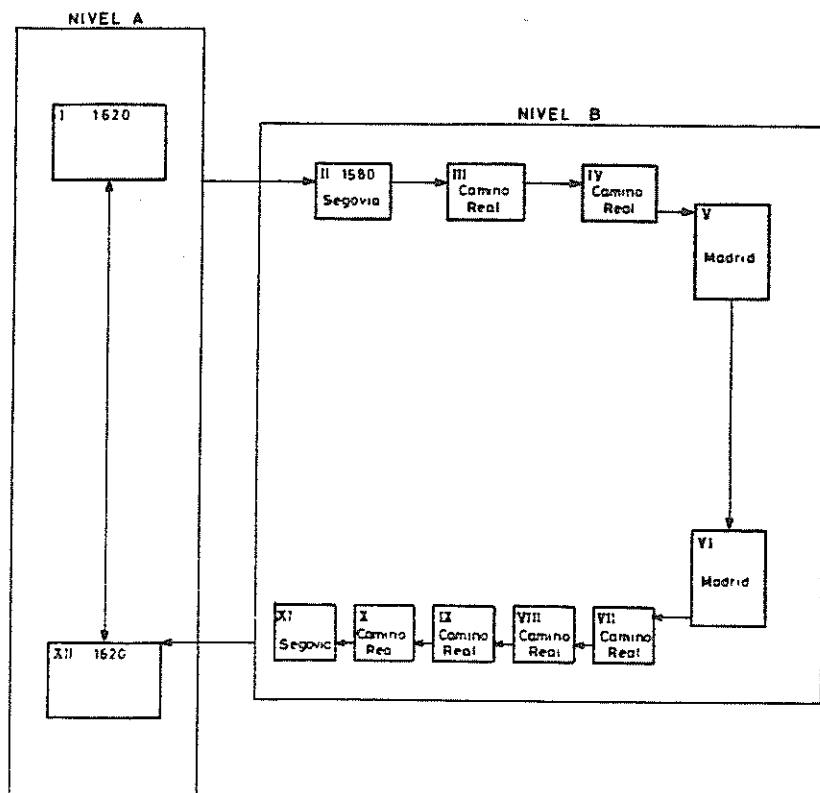 NIVEL A
I 1620
NIVEL B
II 1580
Segovia
III
Camino
Real
IV
Camino
Real
V
Madrid
VI
Madrid
VII
Camino
Real
VIII
Camino
Real
IX
Camino
Real
X
Camino
Rea
XI
Segovia
XII 1620